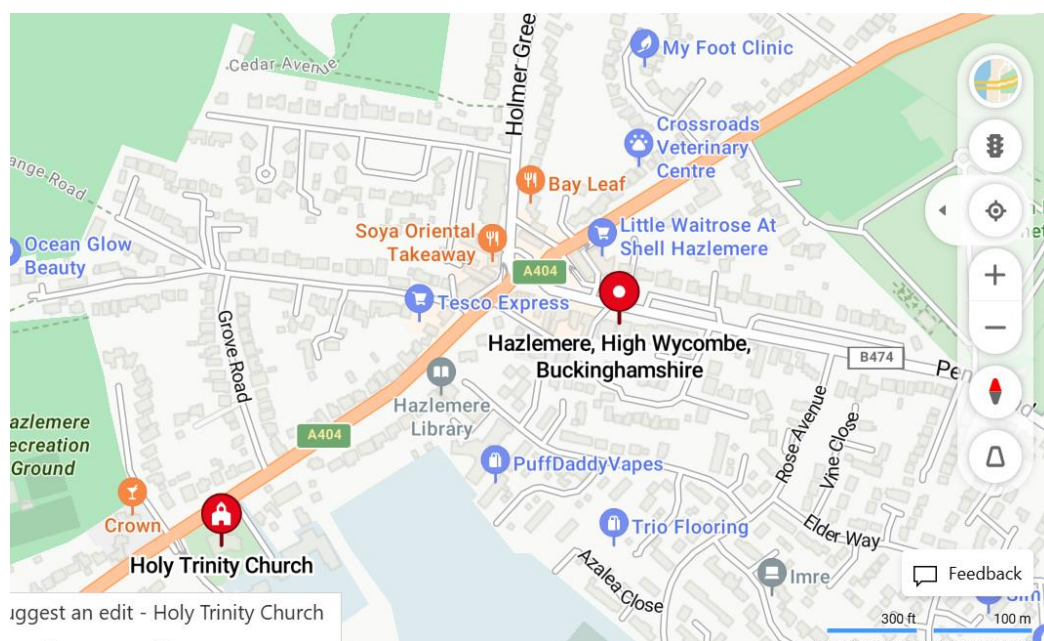 My Foot Clinic
Cedar Avenue
Holmer Gree
Crossroads
Veterinary
Centre
ange Road
Bay Leaf
Soya Oriental
Takeaway
Little Waitrose At
Shell Hazlemere
Ocean Glow
Beauty
A404
Tesco Express
Grove Road
Hazlemere, High Wycombe,
Buckinghamshire
B474
Pen
Hazlemere
Library
azlemere
ecreation
Ground
A404
Rose Avenue
Vine Close
PuffDaddyVapes
Crown
Trio Flooring
Elder Way
Holy Trinity Church
Azalea Close
Imre
Feedback
uggest an edit - Holy Trinity Church
300 ft
100 m